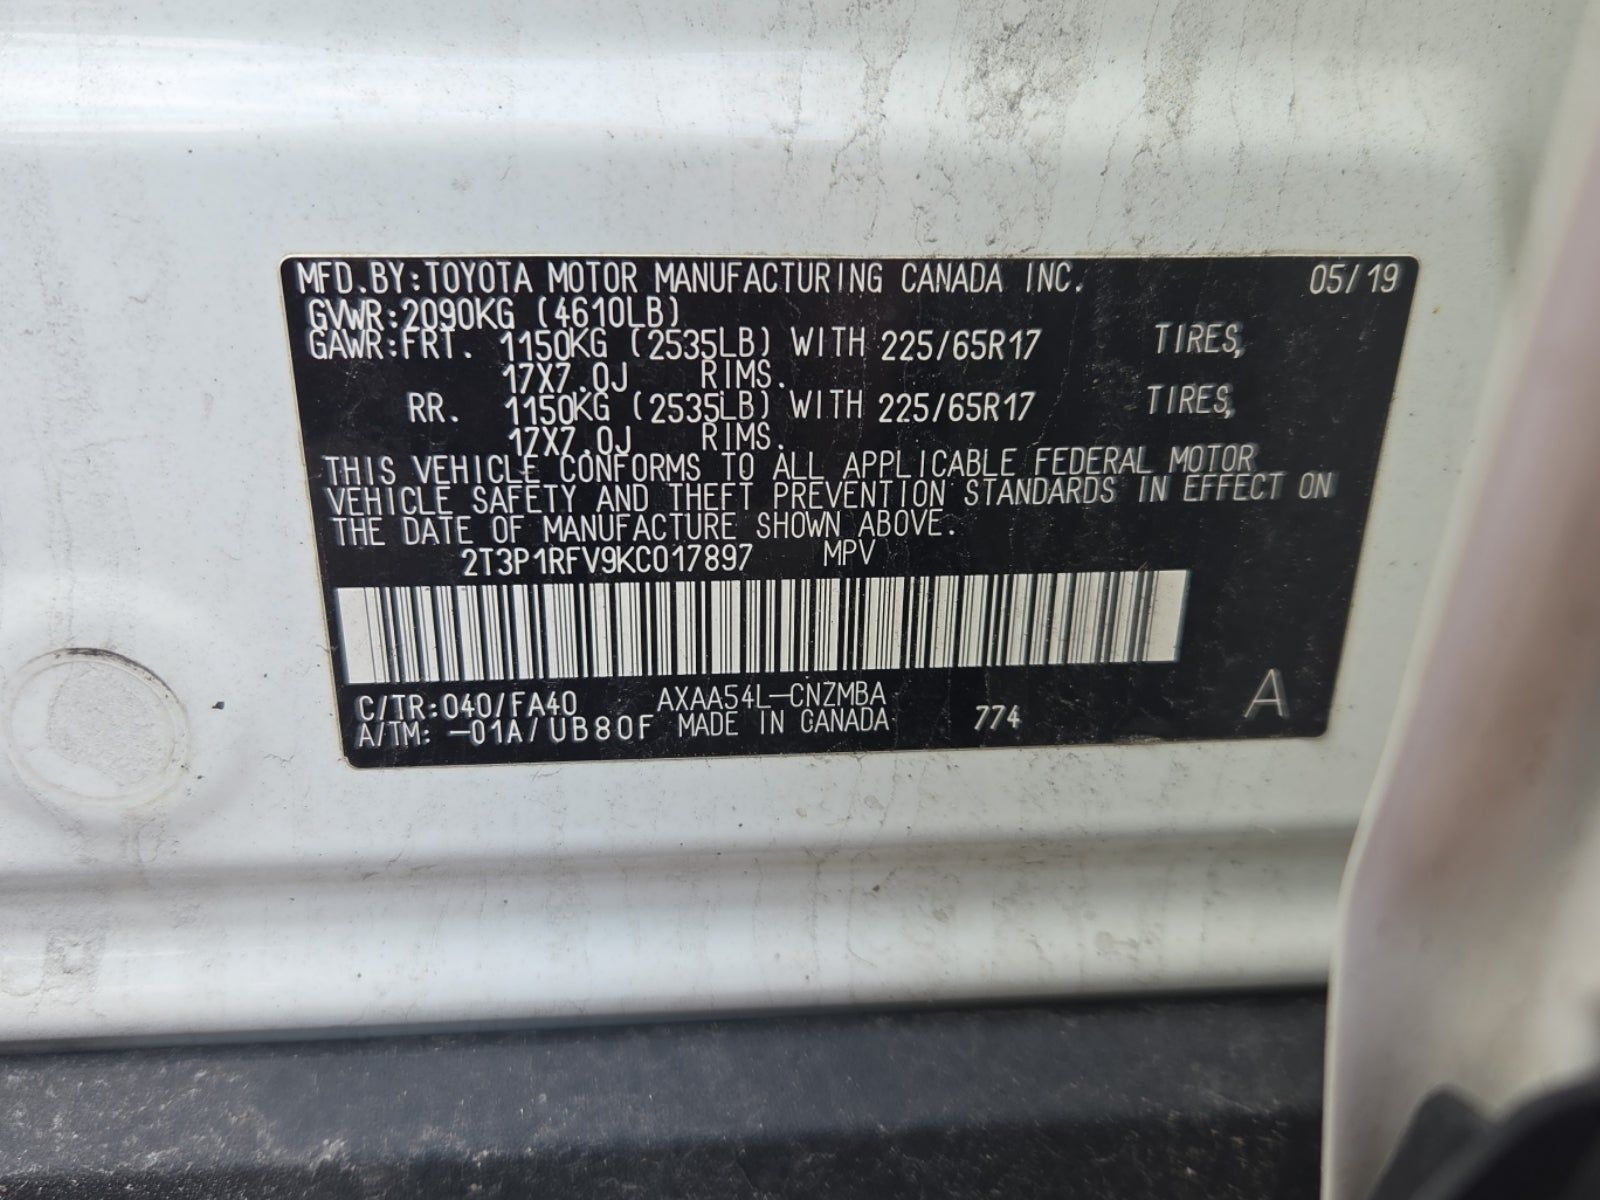 MFD.BY:TOYOTA MOTOR MANUFACTURING CANADA INC. 05/19
GVWR:2090KG (4610LB)
GAWR:FRT. 1150KG (2535LB) WITH 225/65R17 TIRES,
17X7.0J RIMS.
RR. 1150KG (2535LB) WITH 225/65R17 TIRES,
17X7.0J RIMS.
THIS VEHICLE CONFORMS TO ALL APPLICABLE FEDERAL MOTOR
VEHICLE SAFETY AND THEFT PREVENTION STANDARDS IN EFFECT ON
THE DATE OF MANUFACTURE SHOWN ABOVE.
2T3P1RFV9KC017897 MPV
C/TR:040/FA40 AXAA54L-CNZMBA
A/TM: -01A/UB80F MADE IN CANADA 774 A